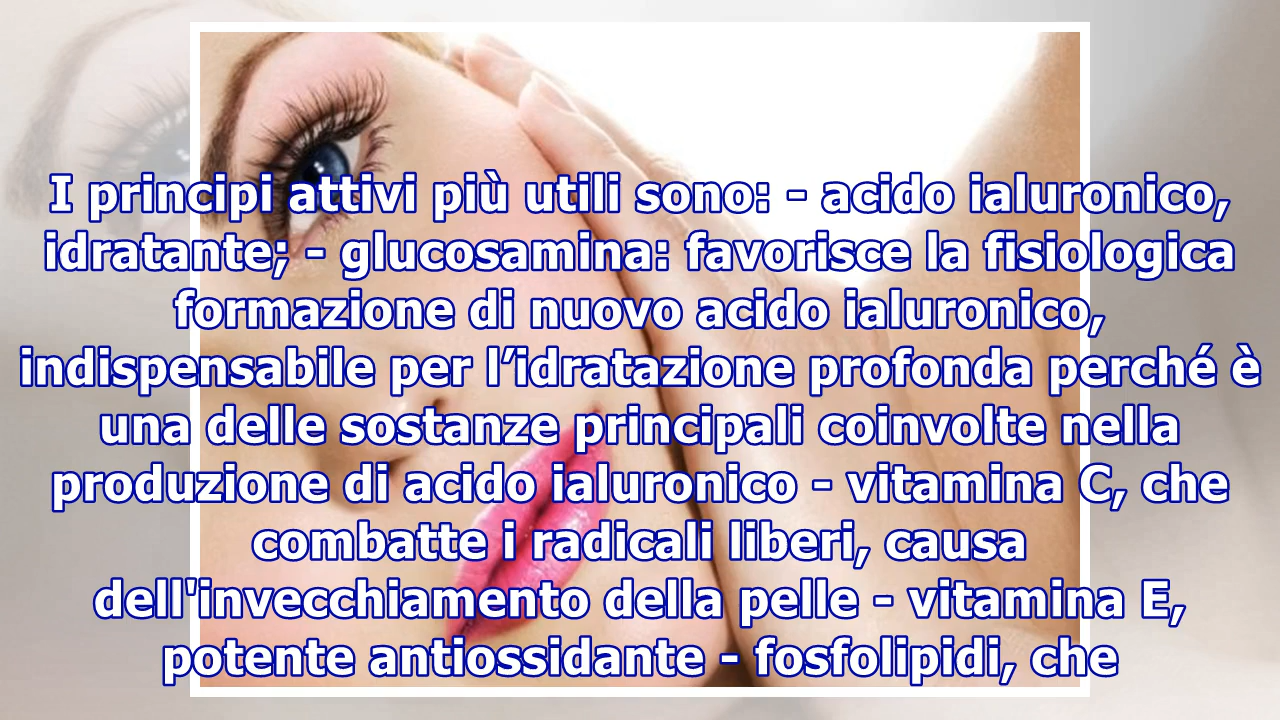 I principi attivi più utili sono: - acido ialuronico,
idratante; - glucosamina: favorisce la fisiologica
formazione di nuovo acido ialuronico,
indispensabile per l’idratazione profonda perché è
una delle sostanze principali coinvolte nella
produzione di acido ialuronico - vitamina C, che
combatte i radicali liberi, causa
dell'invecchiamento della pelle - vitamina E,
potente antiossidante - fosfolipidi, che